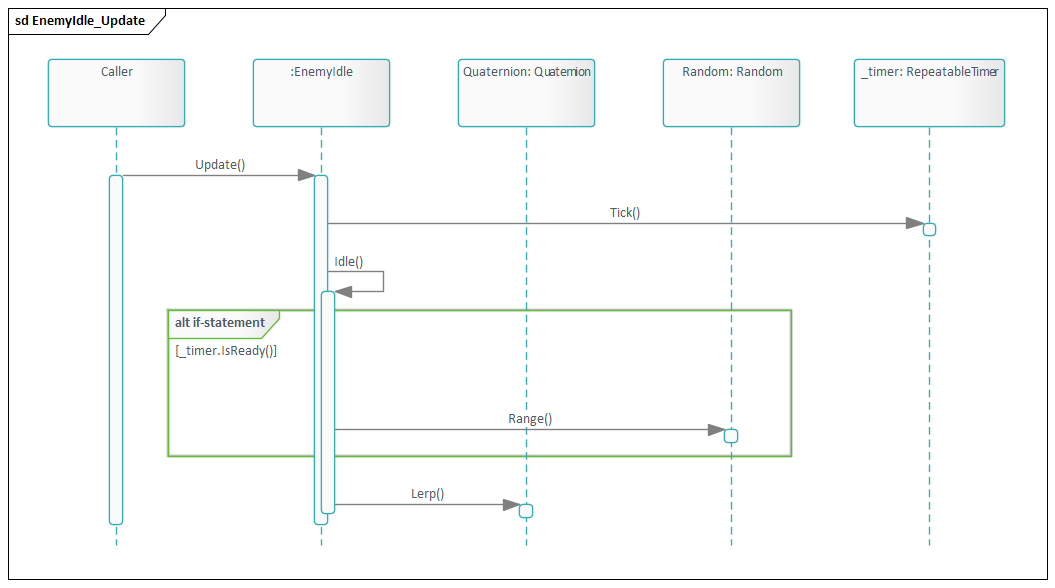 sd EnemyIdle_Update
Caller
:EnemyIdle
Quaternion: Quaternion
Random: Random
_timer: RepeatableTimer
Update()
Tick()
Idle()
alt if-statement
[_timer.IsReady()]
Range()
Lerp()